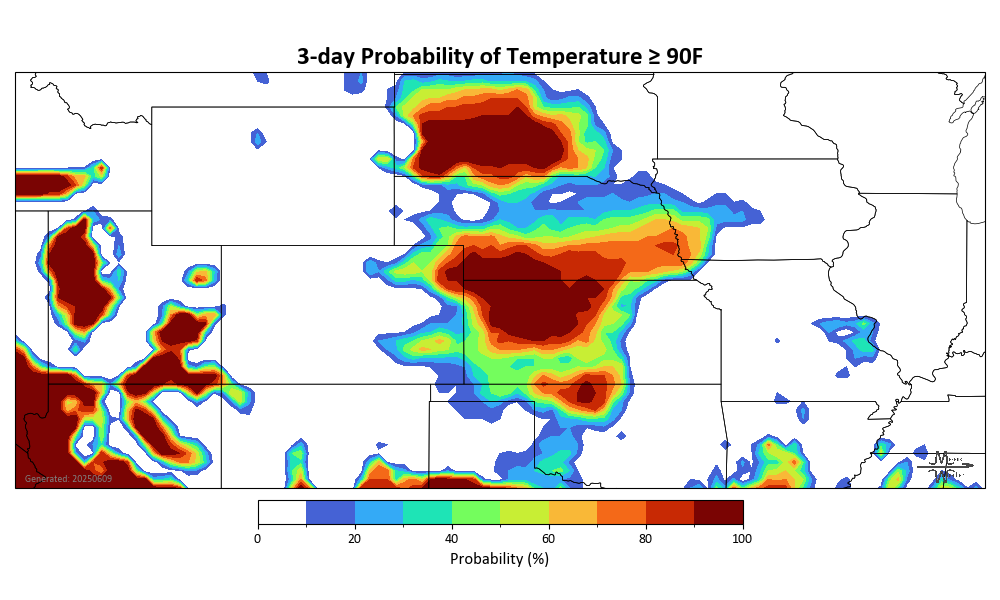 3-day Probability of Temperature ≥ 90F
Generated: 20250609
0 20 40 60 80 100
Probability (%)